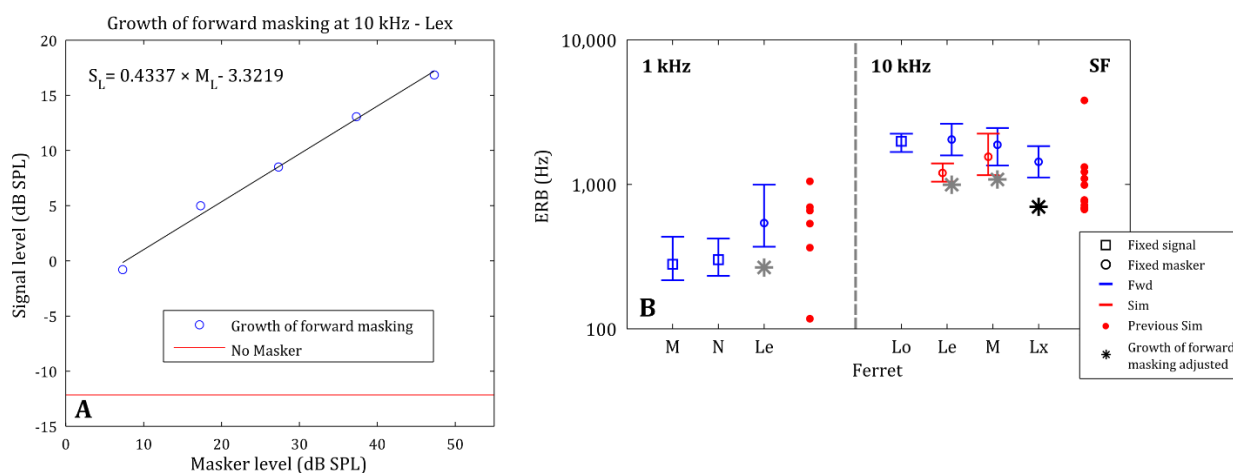 Growth of forward masking at 10 kHz - Lex
S_L= 0.4337 × M_L- 3.3219
Signal level (dB SPL)
20
15
10
5
0
-5
-10
-15
Growth of forward masking
No Masker
A
0 10 20 30 40 50
Masker level (dB SPL)
ERB (Hz)
10,000
1,000
100
1 kHz
10 kHz
SF
B
M N Le Lo Le M Lx
Ferret
Fixed signal
Fixed masker
Fwd
Sim
Previous Sim
Growth of forward
masking adjusted